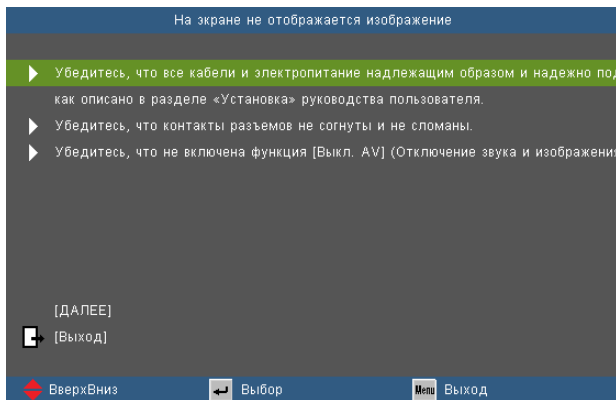 На экране не отображается изображение
Убедитесь, что все кабели и электропитание надлежащим образом и надежно
как описано в разделе «Установка» руководства пользователя.
Убедитесь, что контакты разъемов не согнуты и не сломаны.
Убедитесь, что не включена функция [Выкл. AV] (Отключение звука и изображения
[ДАЛЕЕ]
[Выход]
ВверхВниз Выбор Menu Выход